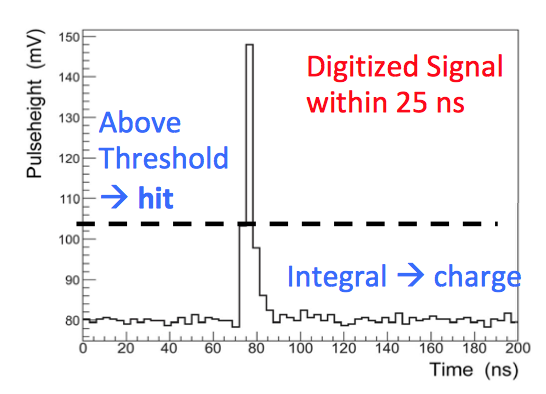 Pulseheight (mV)
150
140
130
120
110
100
90
80
Digitized Signal
within 25 ns
Above
Threshold
→ hit
Integral → charge
0 20 40 60 80 100 120 140 160 180 200
Time (ns)